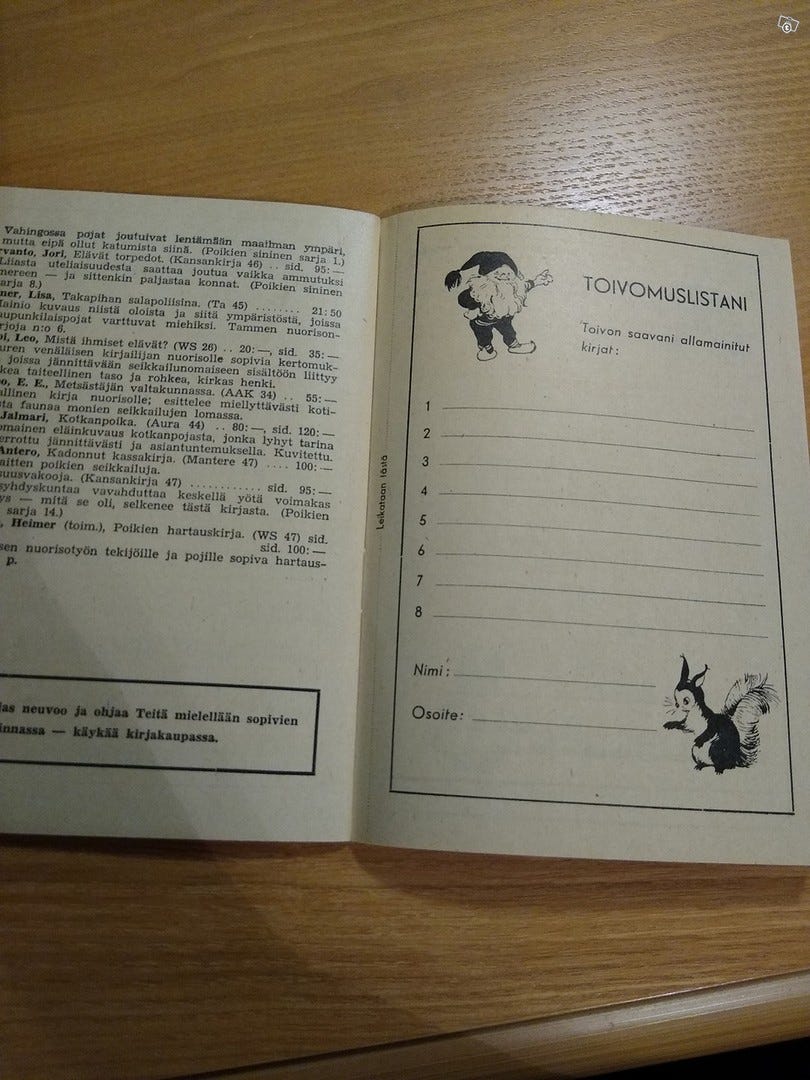 Vahingossa pojat joutuivat lentämään maailman ympäri,
mutta eipä ollut katumista siinä. (Poikien sininen sarja 1.)
rvanto, Jori, Elävät torpedot. (Kansankirja 46) .. sid. 95:—
Liiasta uteliaisuudesta saattaa joutua vaikka ammutuksi
mereen — ja sittenkin paljastaa konnat. (Poikien sininen
arja 8.)
ner, Lisa, Takapihan salapoliisina. (Ta 45) ........ 21:50
Mainio kuvaus niistä oloista ja siitä ympäristöstä, joissa
upunkilaispojat varttuvat miehiksi. Tammen nuorison-
rjoja n:o 6.
oi, Leo, Mistä ihmiset elävät? (WS 26) .. 20:—, sid. 35:—
uren venäläisen kirjailijan nuorisolle sopivia kertomuk-
joissa jännittävään seikkailunomaiseen sisältöön liittyy
kea taiteellinen taso ja rohkea, kirkas henki.
o, E. E., Metsästäjän valtakunnassa. (AAK 34) .. 55:—
allinen kirja nuorisolle; esittelee miellyttävästi koti-
sta faunaa monien seikkailujen lomassa.
Jalmari, Kotkanpoika. (Aura 44) .. 80:—, sid. 120:—
omainen eläinkuvaus kotkanpojasta, jonka lyhyt tarina
errottu jännittävästi ja asiantuntemuksella. Kuvitettu.
Antero, Kadonnut kassakirja. (Mantere 47) .... 100:—
aitten poikien seikkailuja.
suusvakooja. (Kansankirja 47) ............ sid. 95:—
syhdyskuntaa vavahduttaa keskellä yötä voimakas
ys — mitä se oli, selkenee tästä kirjasta. (Poikien
sarja 14.)
, Heimer (toim.), Poikien hartauskirja. (WS 47) sid.
sid. 100:—
sen nuorisotyön tekijöille ja pojille sopiva hartaus-
p.
jas neuvoo ja ohjaa Teitä mielellään sopivien
innassa — käykää kirjakaupassa.
Leikataan tästä
TOIVOMUSLISTANI
Toivon saavani allamainitut
kirjat:
1
2
3
4
5
6
7
8
Nimi:
Osoite: